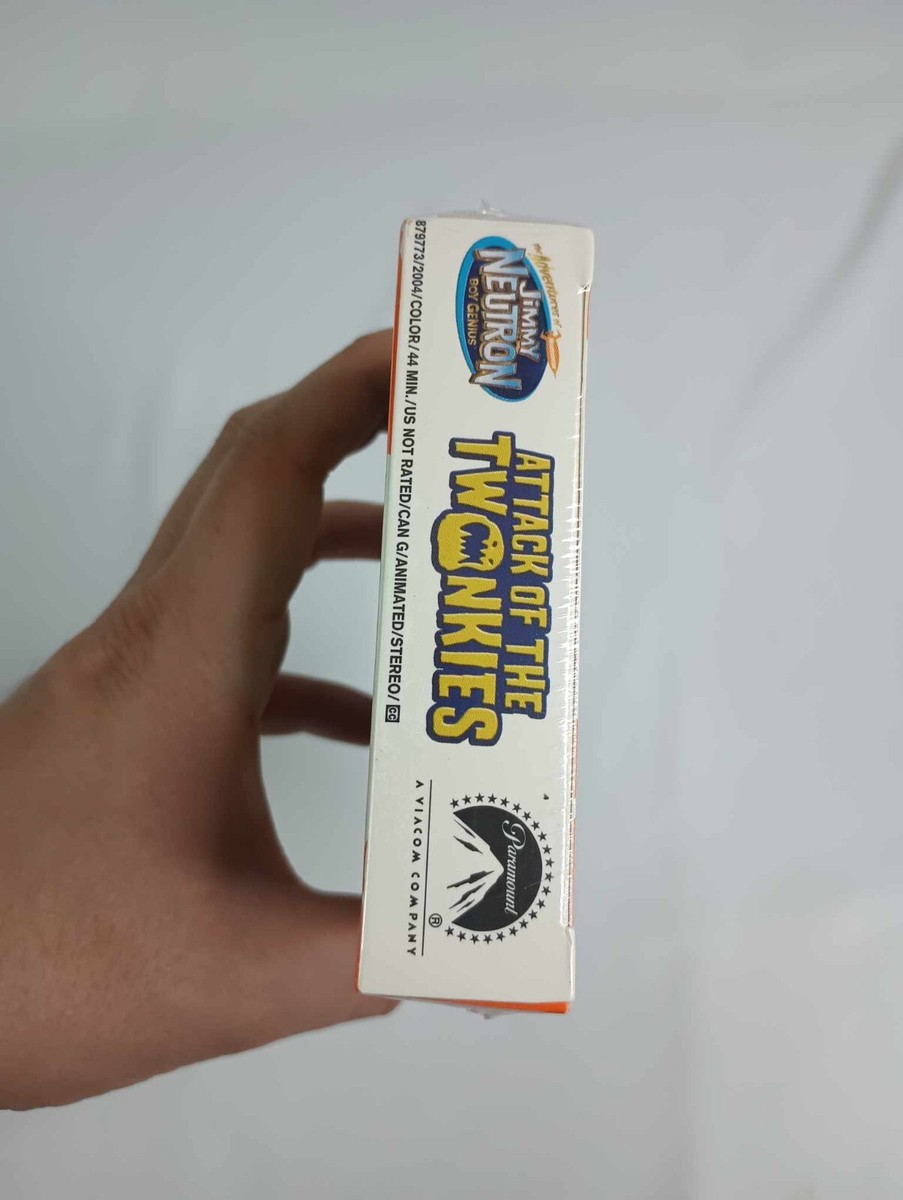 The Adventures of
JIMMY
NEUTRON
BOY GENIUS
ATTACK OF THE
TWONKIES
Paramount
®
A VIACOM COMPANY
879773/2004/COLOR/44 MIN./US NOT RATED/CAN G/ANIMATED/STEREO/CC